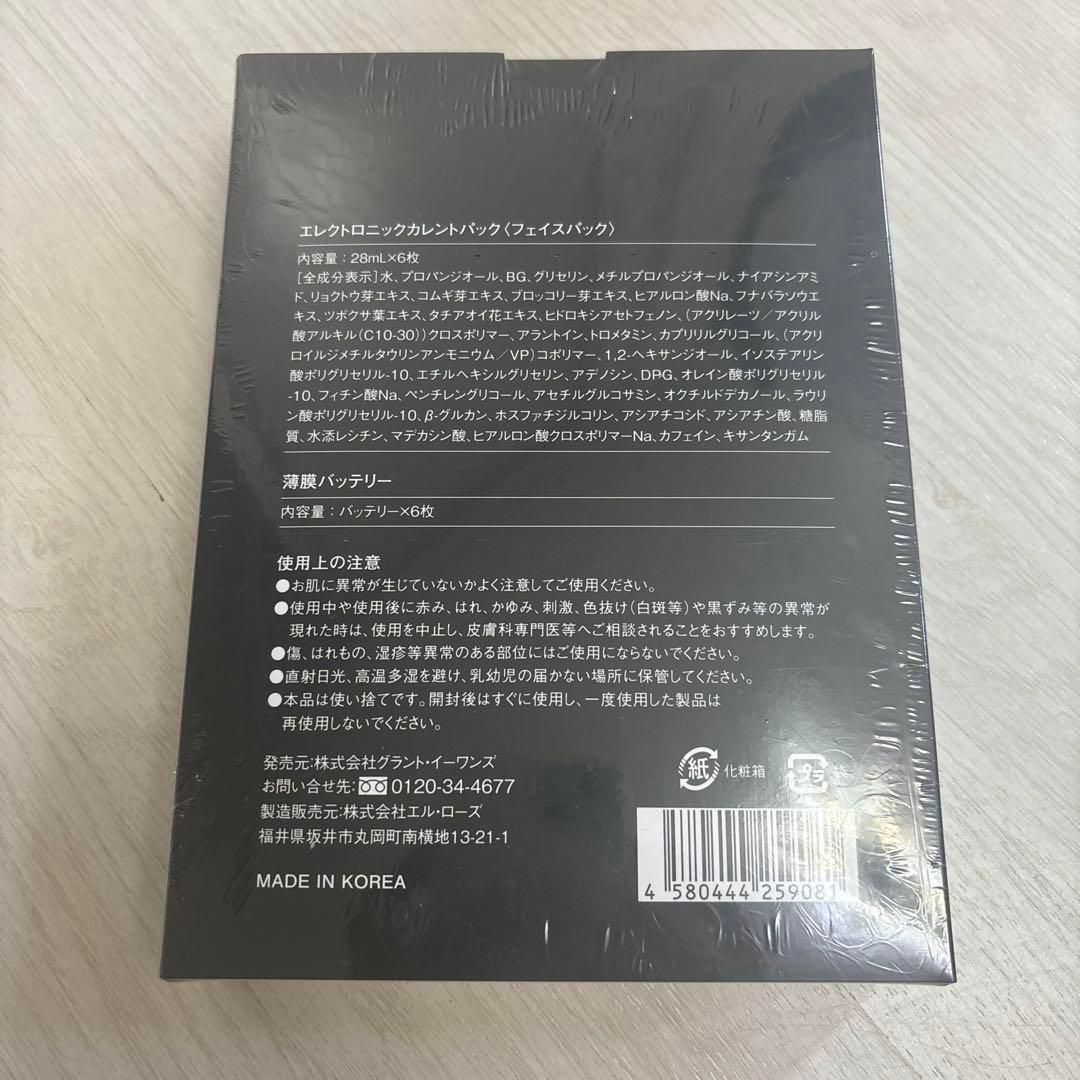 エレクトロニックカレントパック〈フェイスパック〉
内容量：28mL×6枚
[全成分表示]水、プロパンジオール、BG、グリセリン、メチルプロパンジオール、ナイアシンアミ
ド、リョクトウ芽エキス、コムギ芽エキス、ブロッコリー芽エキス、ヒアルロン酸Na、フナバラソウエ
キス、ツボクサ葉エキス、タチアオイ花エキス、ヒドロキシアセトフェノン、(アクリレーツ／アクリル
酸アルキル(C10-30))クロスポリマー、アラントイン、トロメタミン、カプリリルグリコール、(アクリ
ロイルジメチルタウリンアンモニウム／VP)コポリマー、1,2-ヘキサンジオール、イソステアリン
酸ポリグリセリル-10、エチルヘキシルグリセリン、アデノシン、DPG、オレイン酸ポリグリセリル
-10、フィチン酸Na、ペンチレングリコール、アセチルグルコサミン、オクチルドデカノール、ラウリ
ン酸ポリグリセリル-10、β-グルカン、ホスファチジルコリン、アシアチコシド、アシアチン酸、糖脂
質、水添レシチン、マデカシン酸、ヒアルロン酸クロスポリマーNa、カフェイン、キサンタンガム
薄膜バッテリー
内容量：バッテリー×6枚
使用上の注意
●お肌に異常が生じていないかよく注意してご使用ください。
●使用中や使用後に赤み、はれ、かゆみ、刺激、色抜け(白斑等)や黒ずみ等の異常が
現れた時は、使用を中止し、皮膚科専門医等へご相談されることをおすすめします。
●傷、はれもの、湿疹等異常のある部位にはご使用にならないでください。
●直射日光、高温多湿を避け、乳幼児の届かない場所に保管してください。
●本品は使い捨てです。開封後はすぐに使用し、一度使用した製品は
再使用しないでください。
発売元：株式会社グラント・イーワンズ
お問い合せ先：0120-34-4677
製造販売元：株式会社エル・ローズ
福井県坂井市丸岡町南横地13-21-1
MADE IN KOREA
紙 化粧箱 プラ 袋
4 580444 259081